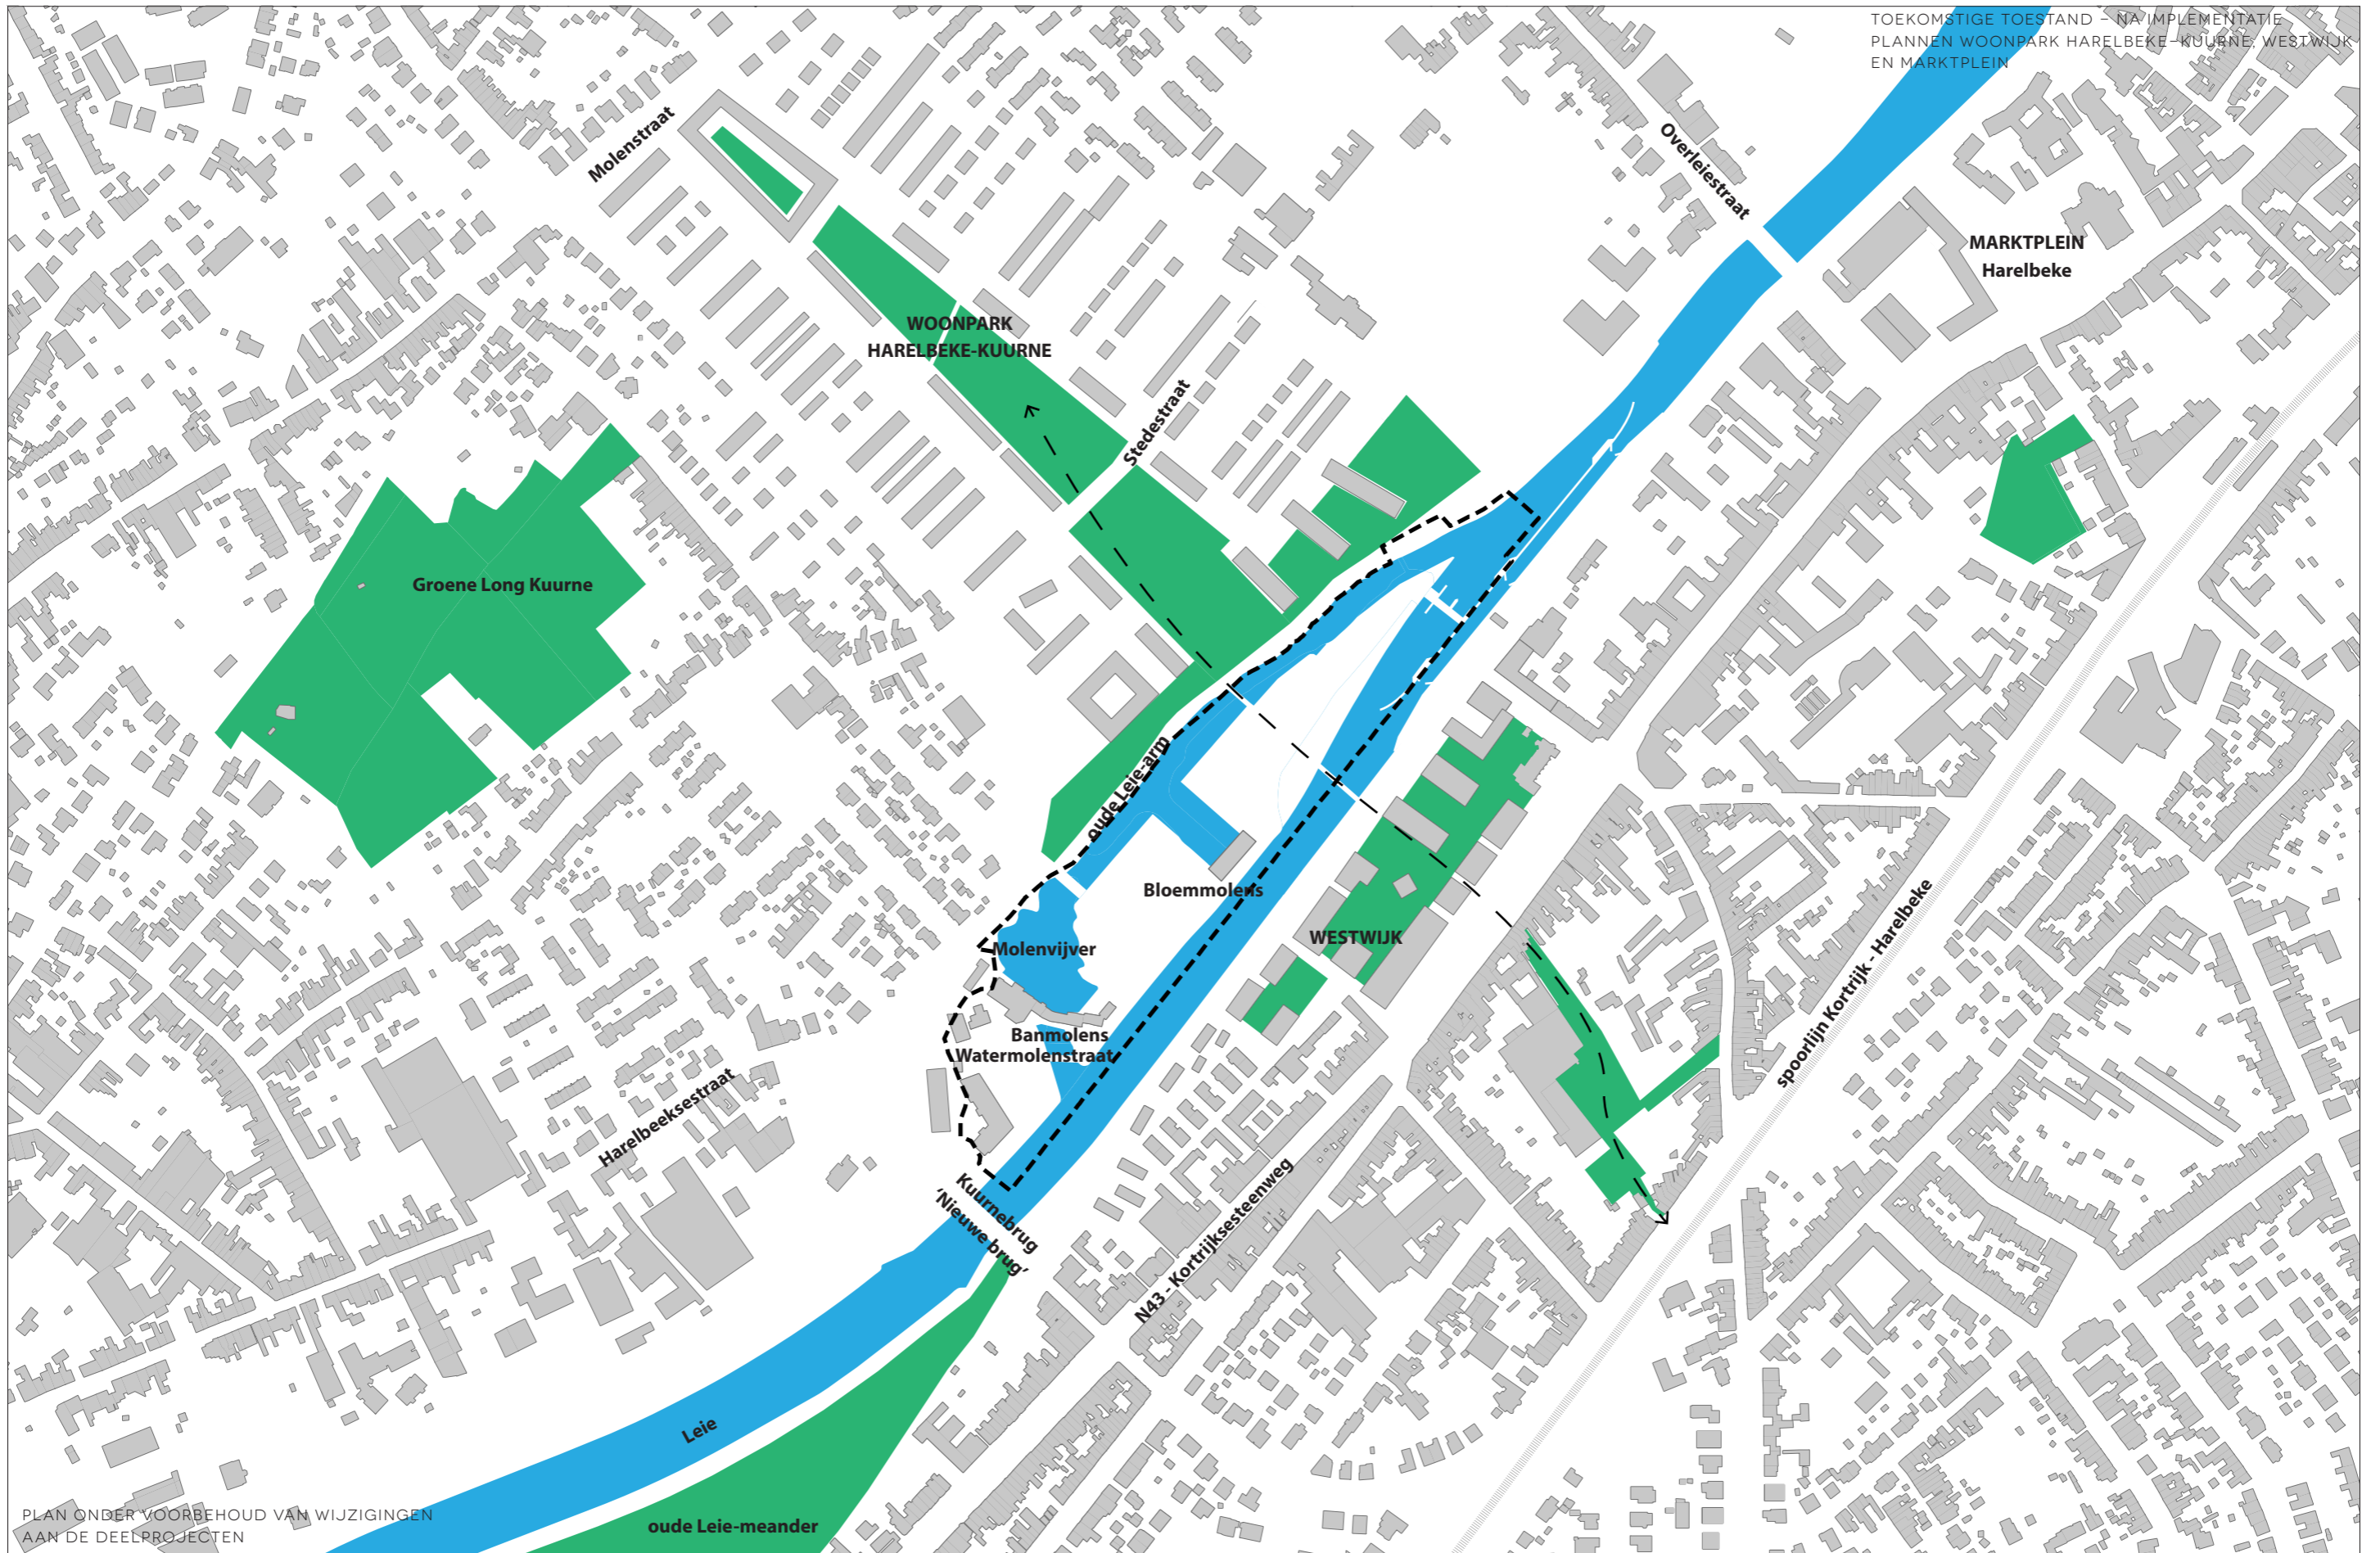 TOEKOMSTIGE TOESTAND – NA IMPLEMENTATIE
PLANNEN WOONPARK HARELBEKE–KUURNE, WESTWIJK
EN MARKTPLEIN
Molenstraat
Overleiestraat
MARKTPLEIN
Harelbeke
WOONPARK
HARELBEKE-KUURNE
Stedestraat
Groene Long Kuurne
oude Leie-arm
Bloemmolens
WESTWIJK
Molenvijver
Banmolens
Watermolenstraat
spoorlijn Kortrijk - Harelbeke
Harelbeeksestraat
Kuurnebrug
'Nieuwe brug'
N43 - Kortrijksesteenweg
Leie
oude Leie-meander
PLAN ONDER VOORBEHOUD VAN WIJZIGINGEN
AAN DE DEELPROJECTEN